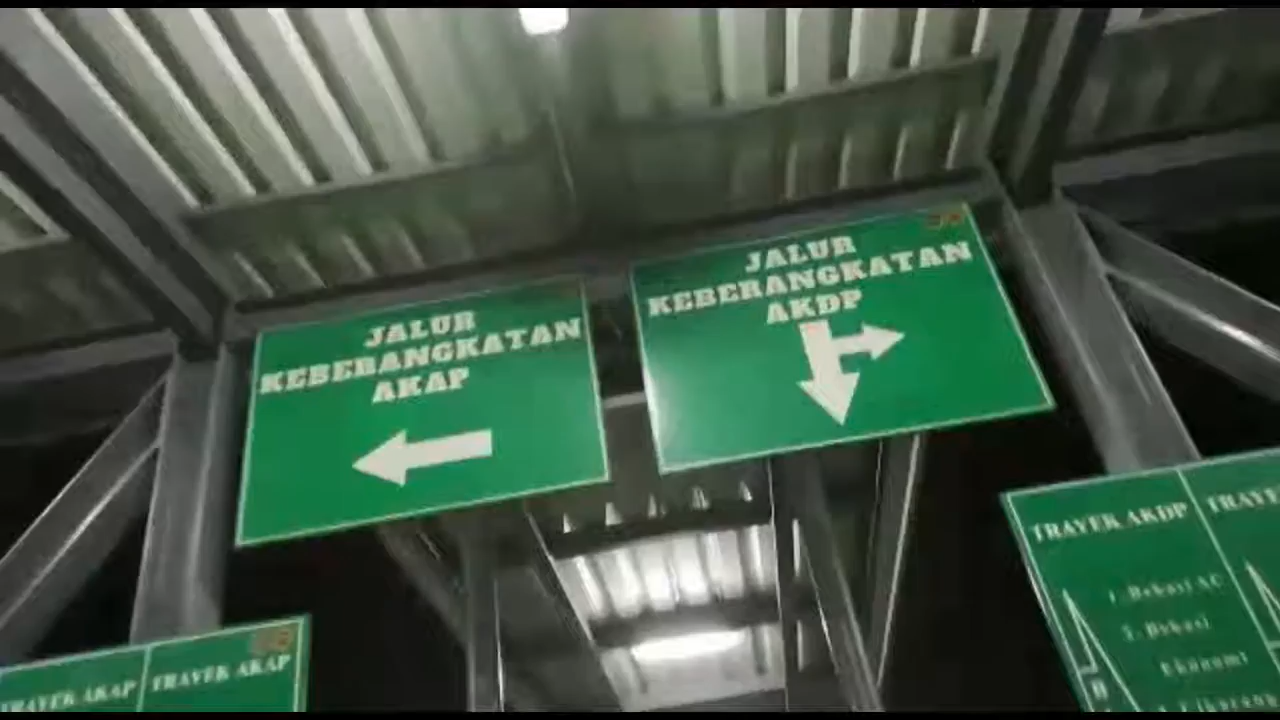 JALUR
KEBERANGKATAN
AKAP
JALUR
KEBERANGKATAN
AKDP
TRAYEK AKDP
1. Bekasi AC
2. Bekasi
Ekonomi
TRAYEK AKAP
TRAYEK AKAP